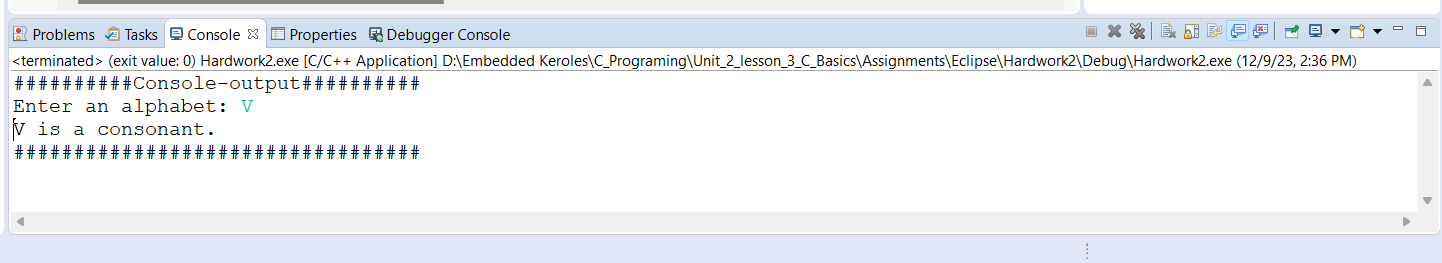 Problems Tasks Console Properties Debugger Console
<terminated> (exit value: 0) Hardwork2.exe [C/C++ Application] D:\Embedded Keroles\C_Programing\Unit_2_lesson_3_C_Basics\Assignments\Eclipse\Hardwork2\Debug\Hardwork2.exe (12/9/23, 2:36 PM)
##########Console-output##########
Enter an alphabet: V
V is a consonant.
##################################